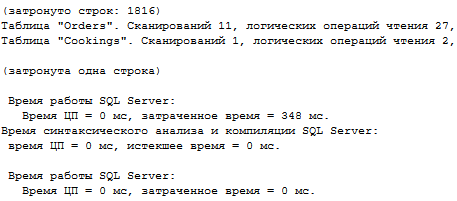 (затронуто строк: 1816)
Таблица "Orders". Сканирований 11, логических операций чтения 27,
Таблица "Cookings". Сканирований 1, логических операций чтения 2,
(затронута одна строка)
Время работы SQL Server:
Время ЦП = 0 мс, затраченное время = 348 мс.
Время синтаксического анализа и компиляции SQL Server:
время ЦП = 0 мс, истекшее время = 0 мс.
Время работы SQL Server:
Время ЦП = 0 мс, затраченное время = 0 мс.